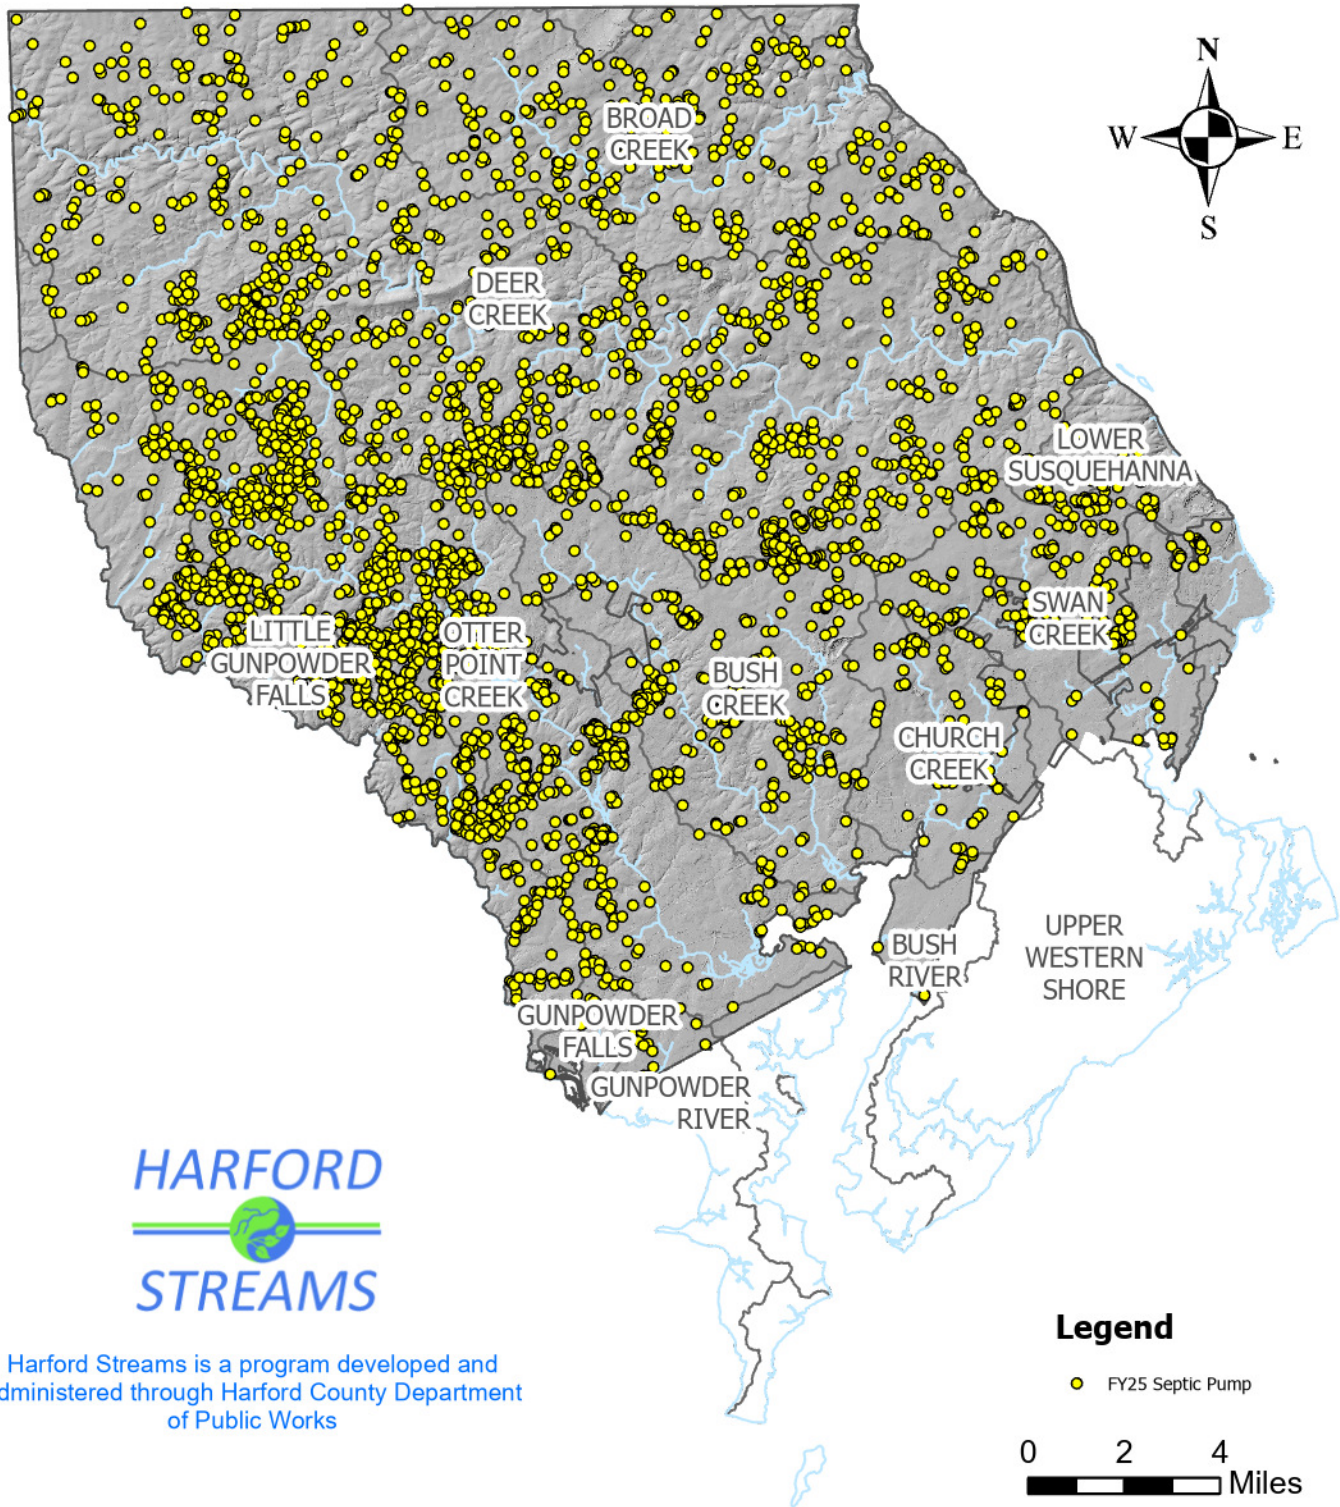 N
W E
S
BROAD
CREEK
DEER
CREEK
LOWER
SUSQUEHANNA
SWAN
CREEK
LITTLE
GUNPOWDER
FALLS
OTTER
POINT
CREEK
BUSH
CREEK
CHURCH
CREEK
BUSH
RIVER
UPPER
WESTERN
SHORE
GUNPOWDER
FALLS
GUNPOWDER
RIVER
HARFORD
STREAMS
Harford Streams is a program developed and
dministered through Harford County Department
of Public Works
Legend
FY25 Septic Pump
0 2 4
Miles